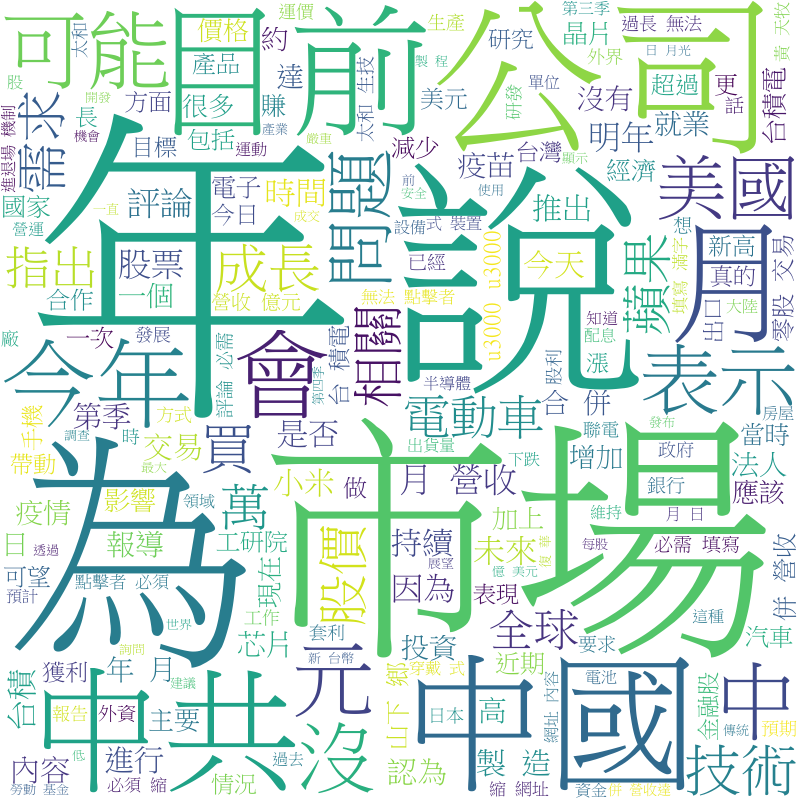 可能
目前
公司
年
說
市場
為
中國
中共
美國
月
今年
會
表示
問題
需求
成長
指出
股票
股價
相關
蘋果
電動車
技術
元
沒
中
全球
萬
買
評論
時間
今天
推出
疫苗
台灣
明年
就業
經濟
沒有
超過
晶片
研究
美元
減少
價格
產品
很多
包括
方面
目標
電子
今日
國家
合作
一個
一次
第季
交易
影響
報導
疫情
日
可望
現在
工研院
芯片
小米
是否
持續
因為
未來
加上
表現
月 營收
增加
法人
應該
當時
合 併
併 營收
汽車
金融股
投資
近期
要求
認為
製 造
高
日本
山下 鄉
穿戴 式
主要
外資
進行
內容
情況
獲利
年 月
台積
台 積電
台積電
零股 交易
出口
大陸
真的
新高
想
更
話
約
達
賺
長
做
漲
時
手機
帶動
發展
營運
營收 億元
無法 點擊者
點擊者 必須
必須 縮
縮 網址
網址 內容
評論 必需
必需 填寫
填寫 滿字
過長 無法
u3000 u3000
設備
式 裝置
已經
知道
配息
股利
半導體
聯電
出貨量
下跌
政府
銀行
維持
月 日
每股
發布
房屋
這種
電池
傳統
預期
資金
併 營收達
億 美元
展望
套利
新 台幣
過去
建議
詢問
世界
工作
透過
預計
調查
最大
領域
方式
第四季
第三季
外界
日 月光
黃 天牧
單位
研發
製 程
生產
運價
太和
太和 生技
開發
產業
嚴重
機會
運動
顯示
使用
安全
前
一直
成交
進退場 機制
股
廠
報告
低
勞動 基金